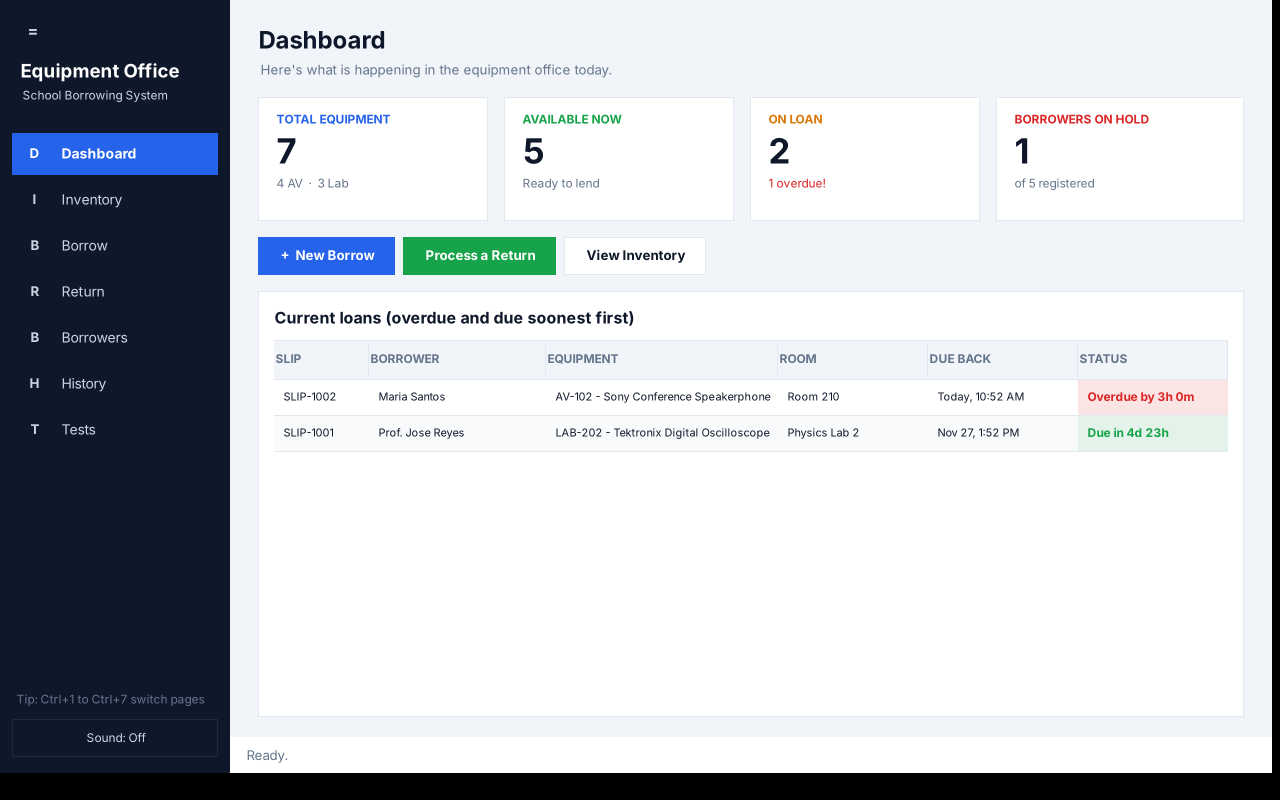 =
Equipment Office
School Borrowing System
D Dashboard
I Inventory
B Borrow
R Return
B Borrowers
H History
T Tests
Tip: Ctrl+1 to Ctrl+7 switch pages
Sound: Off
Dashboard
Here's what is happening in the equipment office today.
TOTAL EQUIPMENT
7
4 AV · 3 Lab
AVAILABLE NOW
5
Ready to lend
ON LOAN
2
1 overdue!
BORROWERS ON HOLD
1
of 5 registered
+ New Borrow
Process a Return
View Inventory
Current loans (overdue and due soonest first)
SLIP BORROWER EQUIPMENT ROOM DUE BACK STATUS
SLIP-1002 Maria Santos AV-102 - Sony Conference Speakerphone Room 210 Today, 10:52 AM Overdue by 3h 0m
SLIP-1001 Prof. Jose Reyes LAB-202 - Tektronix Digital Oscilloscope Physics Lab 2 Nov 27, 1:52 PM Due in 4d 23h
Ready.